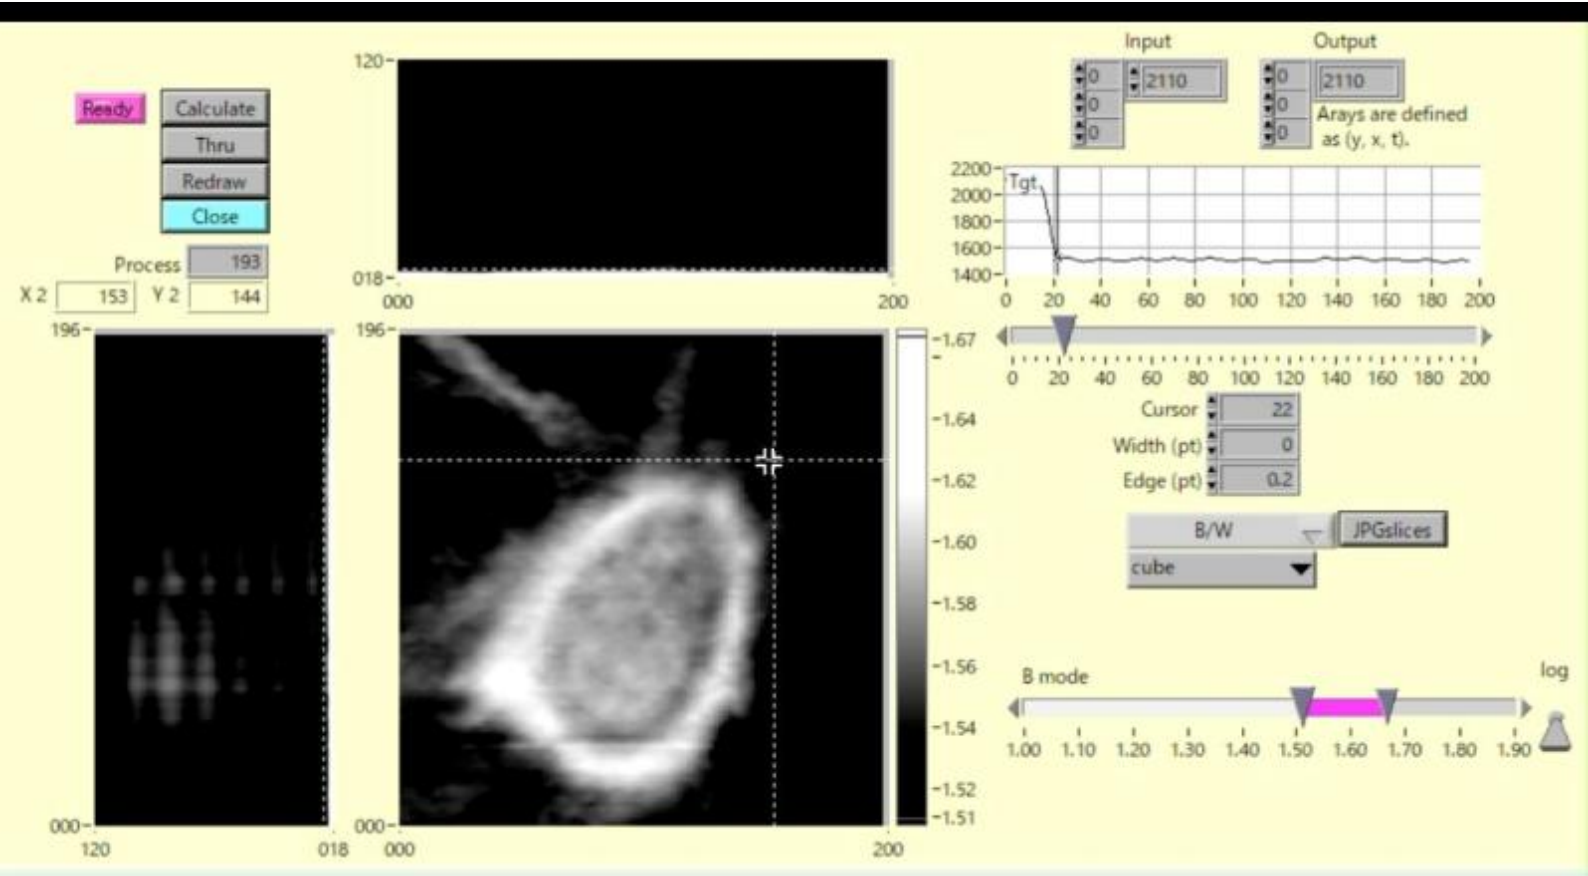 Input Output
0 2110 0 2110
0 0 Arays are defined
0 0 as (y, x, t).
Ready Calculate
Thru
Redraw
Close
Process 193
X 2 153 Y 2 144
120
018
000 200
2200
2000
1800
1600
1400
Tgt
0 20 40 60 80 100 120 140 160 180 200
0 20 40 60 80 100 120 140 160 180 200
Cursor 22
Width (pt) 0
Edge (pt) 0.2
B/W JPGslices
cube
196
000
120 018
196
000
000 200
1.67
1.64
1.62
1.60
1.58
1.56
1.54
1.52
1.51
B mode log
1.00 1.10 1.20 1.30 1.40 1.50 1.60 1.70 1.80 1.90